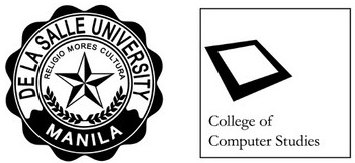 DE LA SALLE UNIVERSITY
RELIGIO MORES CULTURA
MANILA
College of
Computer Studies